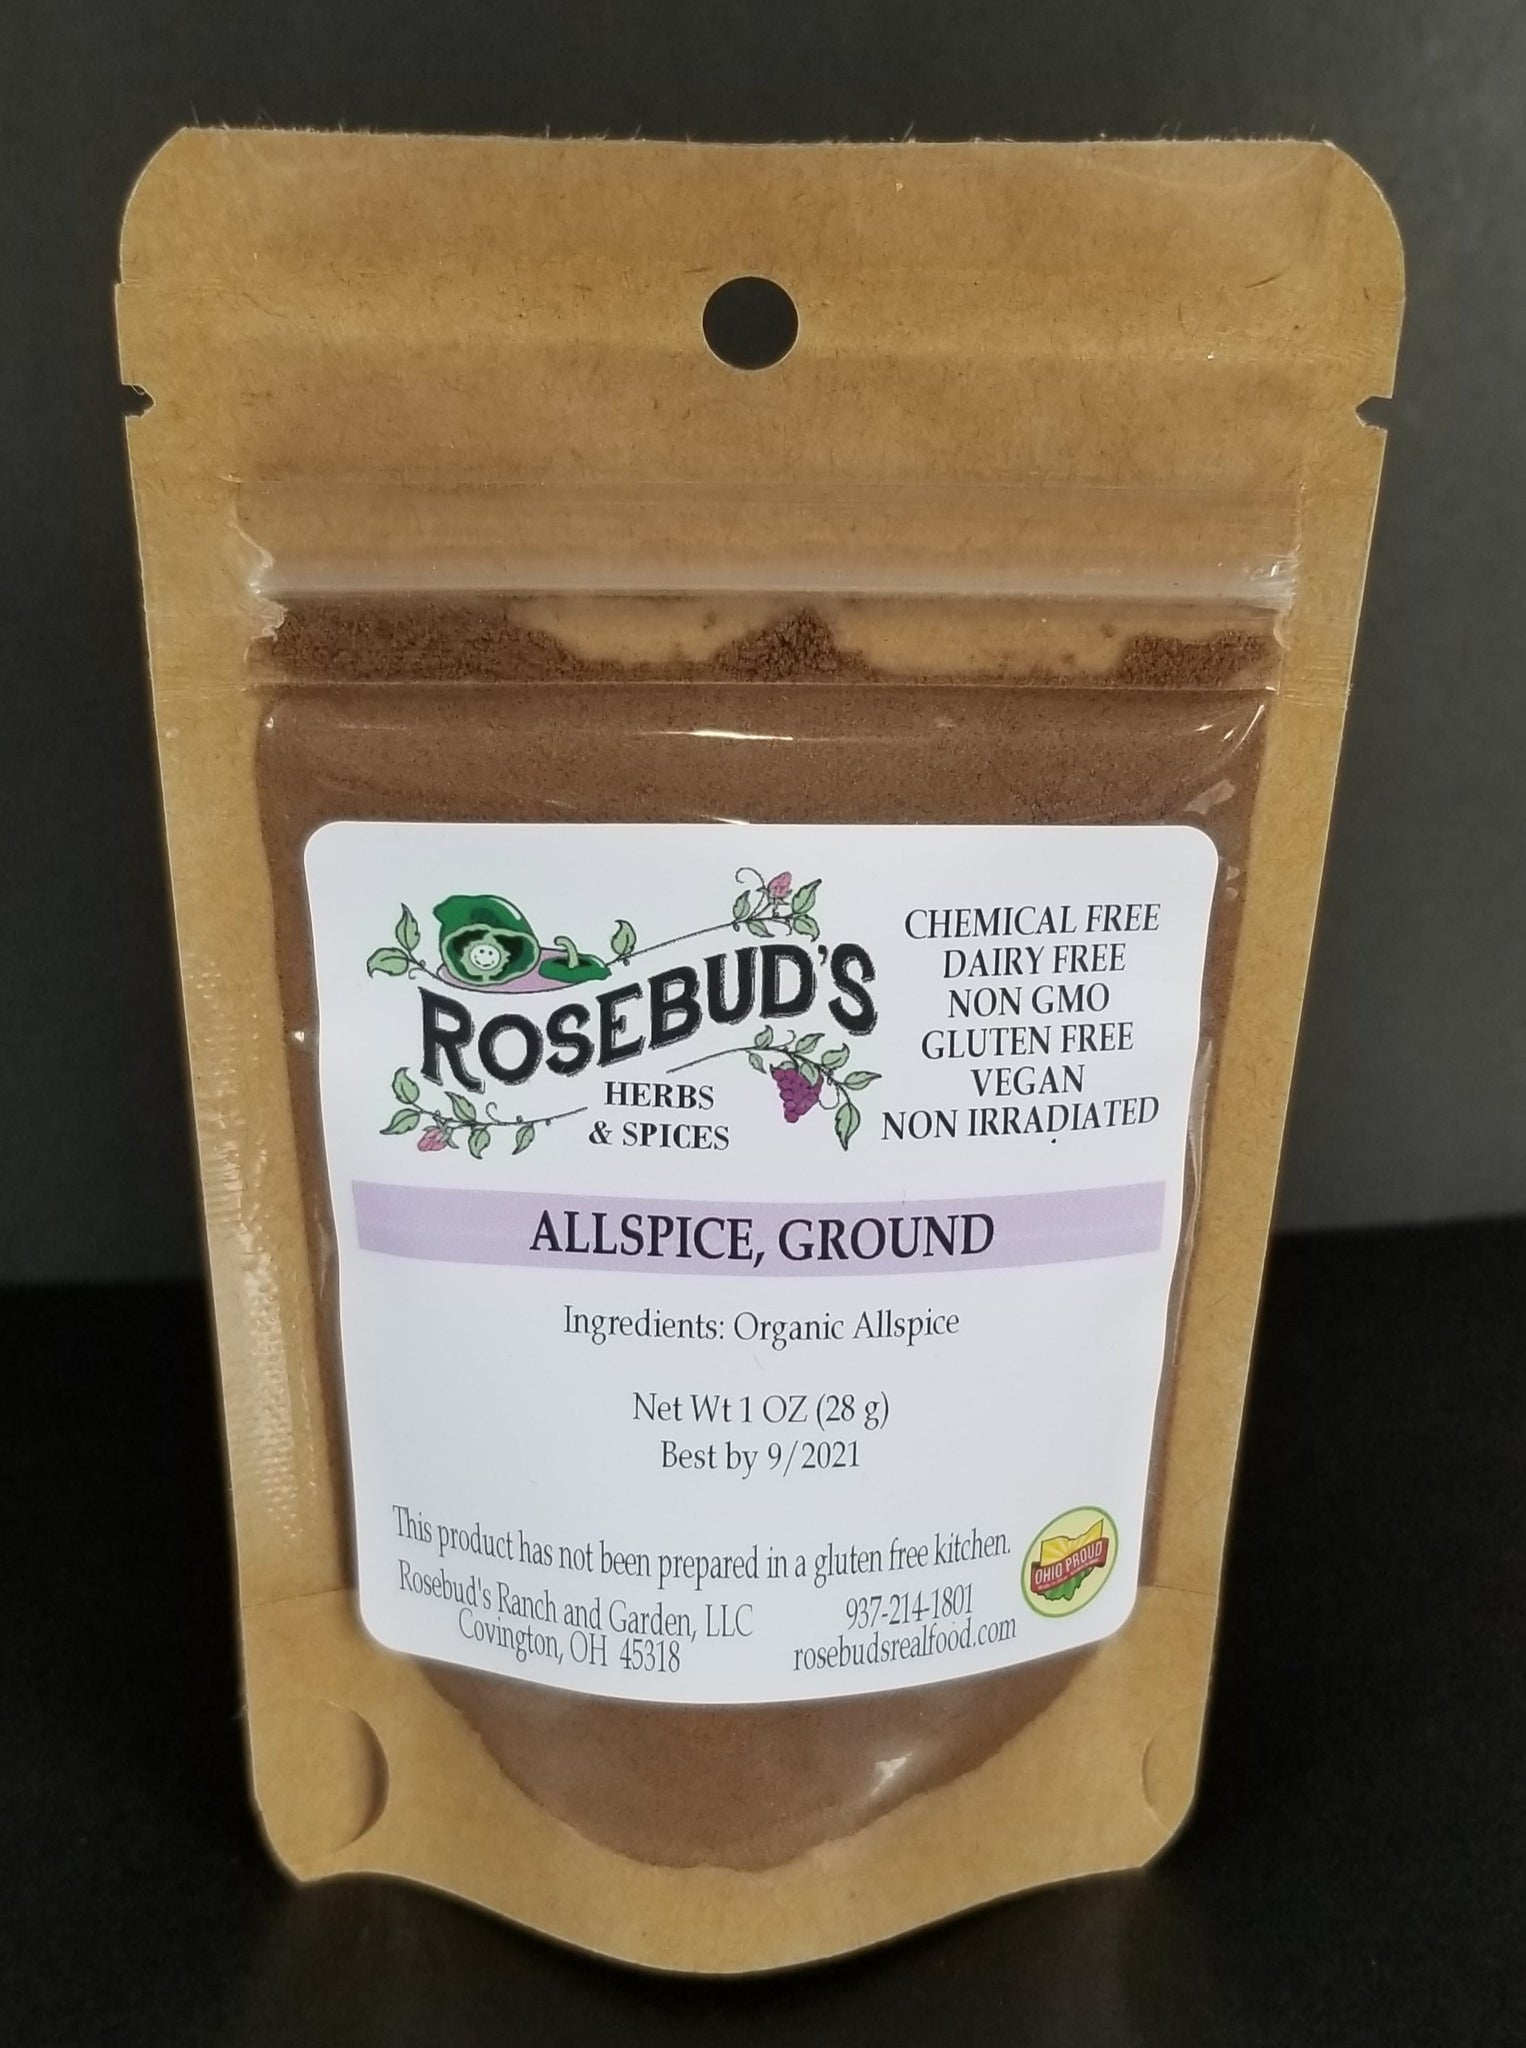 ROSEBUD'S
HERBS
& SPICES
CHEMICAL FREE
DAIRY FREE
NON GMO
GLUTEN FREE
VEGAN
NON IRRADIATED
ALLSPICE, GROUND
Ingredients: Organic Allspice
Net Wt 1 OZ (28 g)
Best by 9/2021
This product has not been prepared in a gluten free kitchen.
Rosebud's Ranch and Garden, LLC
Covington, OH 45318
937-214-1801
rosebudsrealfood.com
OHIO PROUD